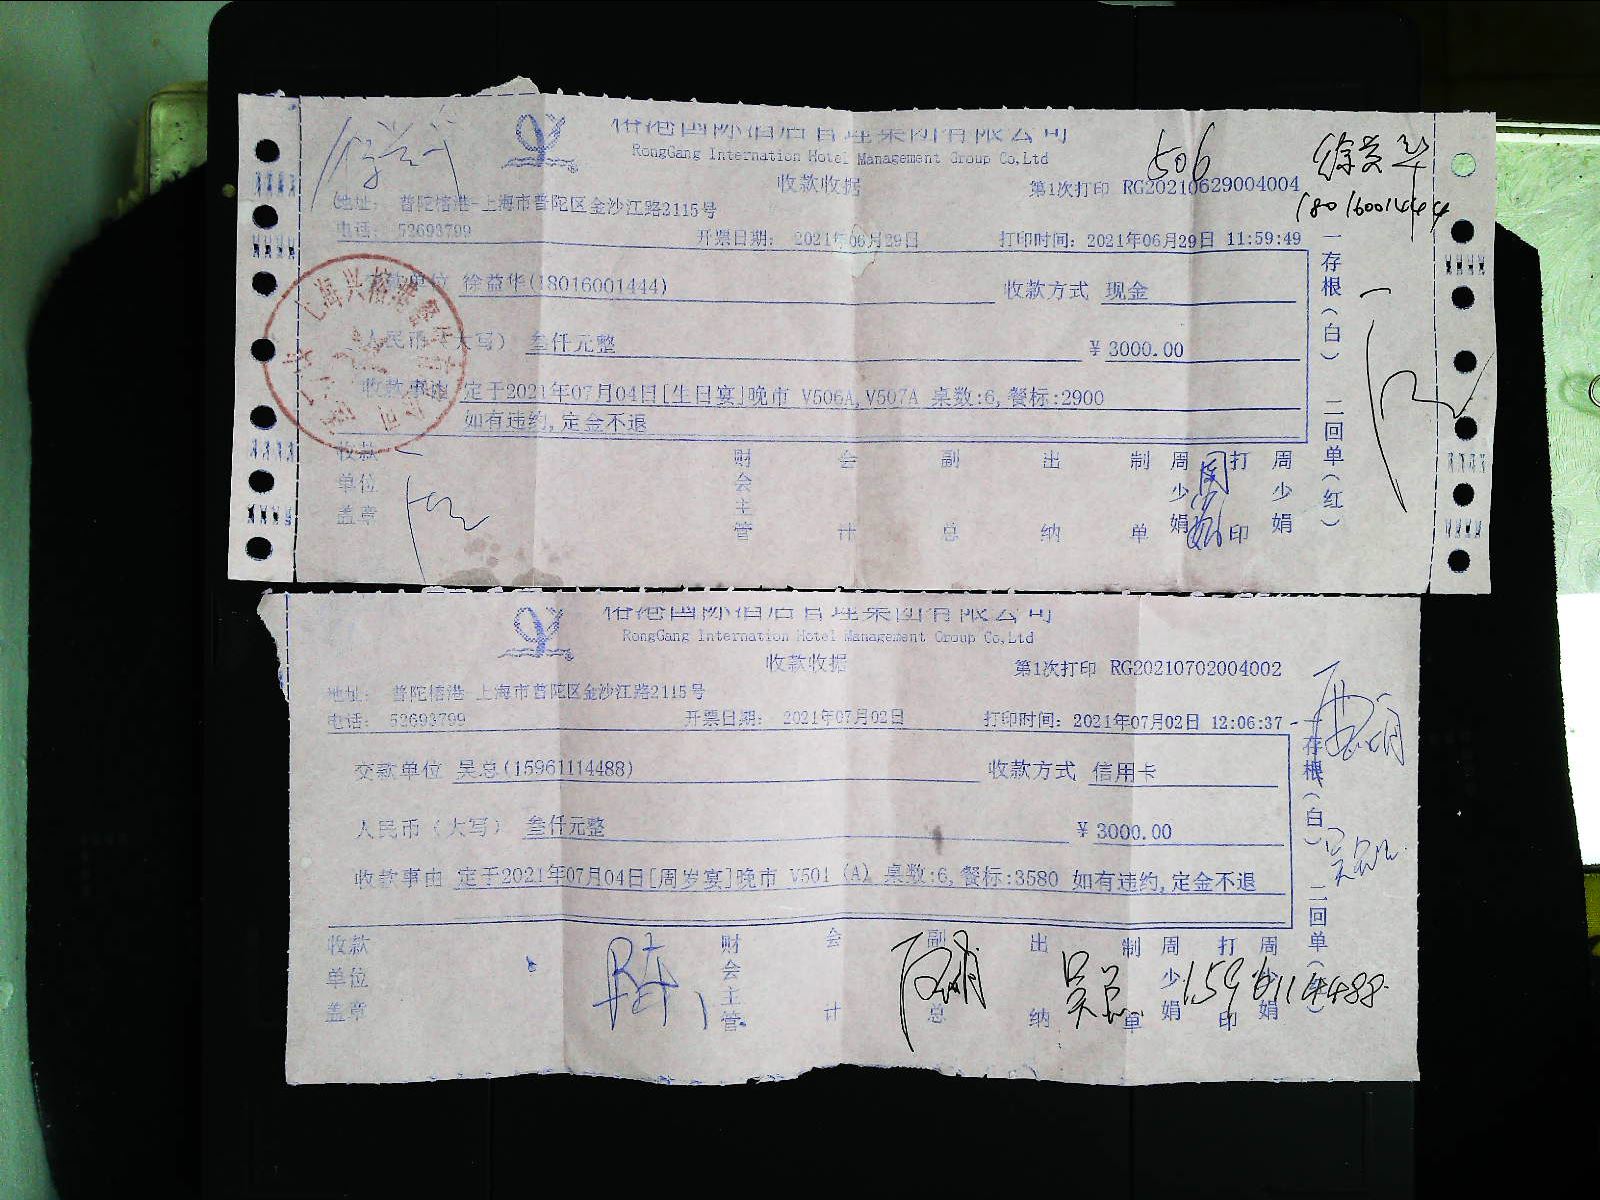 榕港国际酒店管理集团有限公司
RongGang Internation Hotel Management Group Co,Ltd
506
徐益华
收款收据
第1次打印 RG20210629004004
18016001444
地址: 普陀榕港-上海市普陀区金沙江路2115号
电话: 52693799
开票日期: 2021年06月29日
打印时间: 2021年06月29日 11:59:49
交款单位 徐益华(18016001444)
收款方式 现金
人民币(大写) 叁仟元整
¥ 3000.00
收款事由 定于2021年07月04日[生日宴]晚市 V506A,V507A 桌数:6,餐标:2900
如有违约,定金不退
收款单位盖章
财会主管
会计
副总
出纳
制单
周少娟
打印
周少娟
一存根(白) 二回单(红)
榕港国际酒店管理集团有限公司
RongGang Internation Hotel Management Group Co,Ltd
收款收据
第1次打印 RG20210702004002
地址: 普陀榕港-上海市普陀区金沙江路2115号
电话: 52693799
开票日期: 2021年07月02日
打印时间: 2021年07月02日 12:06:37
交款单位 吴总(15961114488)
收款方式 信用卡
人民币(大写) 叁仟元整
¥ 3000.00
收款事由 定于2021年07月04日[周岁宴]晚市 V501 (A) 桌数:6,餐标:3580 如有违约,定金不退
收款单位盖章
财会主管
会计
副总
出纳
吴总
制单
周少娟
15961114488
打印
周少娟
一存根(白) 二回单